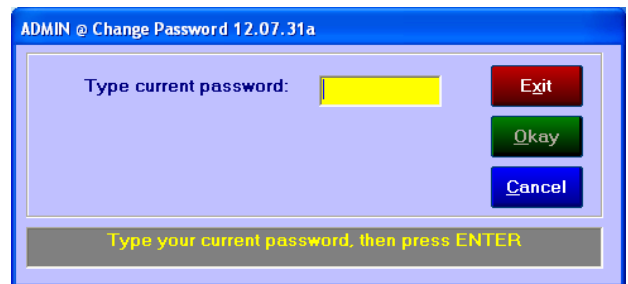 ADMIN @ Change Password 12.07.31a
Type current password:
Exit
Okay
Cancel
Type your current password, then press ENTER